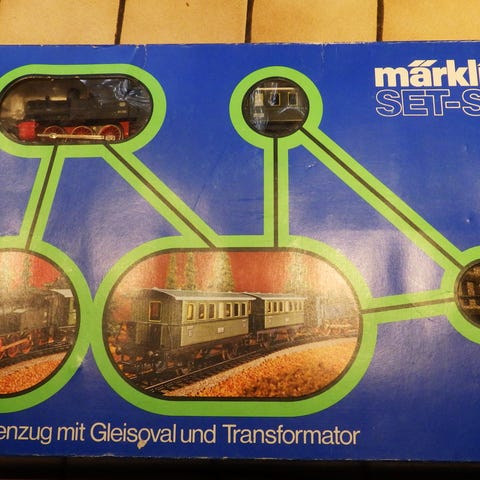 märkli
SET-S
enzug mit Gleisoval und Transformator